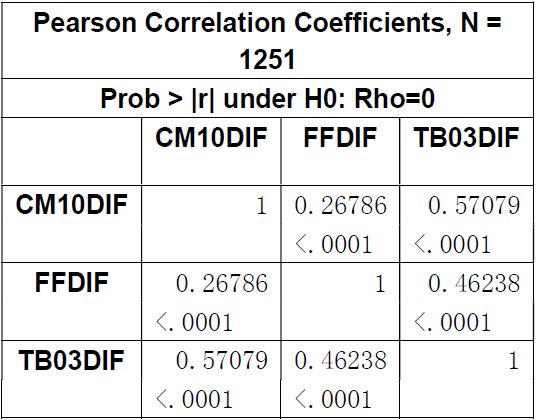 Pearson Correlation Coefficients, N =
1251
Prob > |r| under H0: Rho=0
CM10DIF FFDIF TB03DIF
CM10DIF 1 0.26786 0.57079
<.0001 <.0001
FFDIF 0.26786 1 0.46238
<.0001 <.0001
TB03DIF 0.57079 0.46238 1
<.0001 <.0001